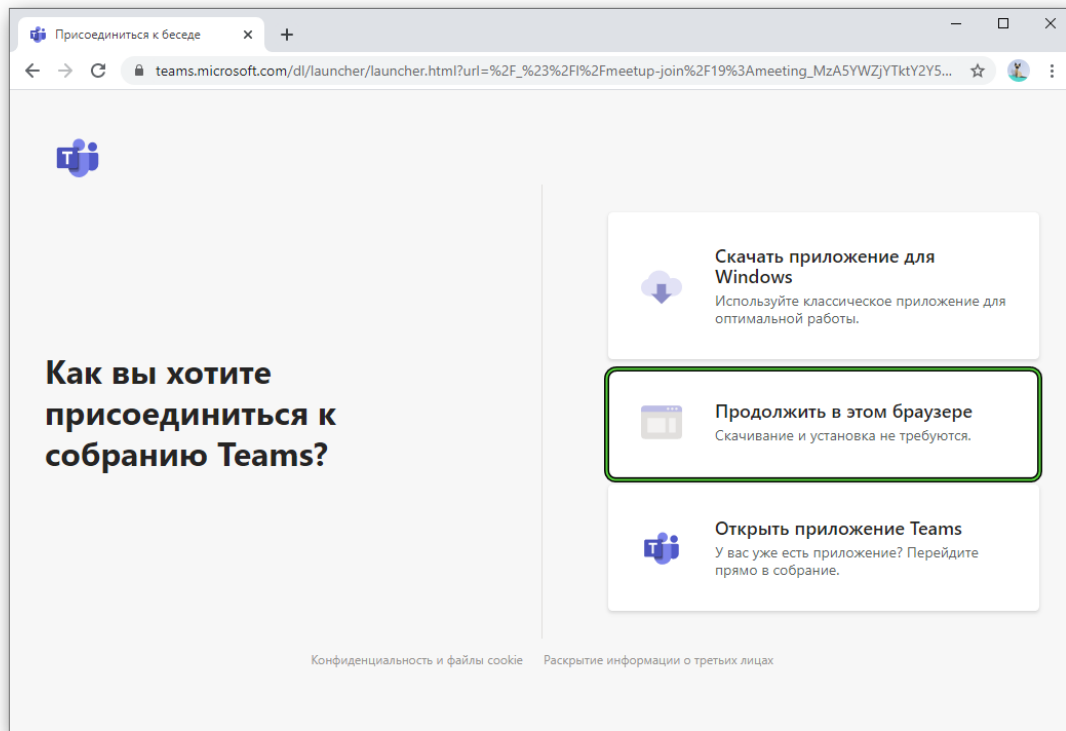 Присоединиться к беседе
teams.microsoft.com/dl/launcher/launcher.html?url=%2F_%23%2Fl%2Fmeetup-join%2F19%3Ameeting_MzA5YWZjYTktY2Y5...
T
Как вы хотите
присоединиться к
собранию Teams?
Скачать приложение для
Windows
Используйте классическое приложение для
оптимальной работы.
Продолжить в этом браузере
Скачивание и установка не требуются.
T
Открыть приложение Teams
У вас уже есть приложение? Перейдите
прямо в собрание.
Конфиденциальность и файлы cookie Раскрытие информации о третьих лицах